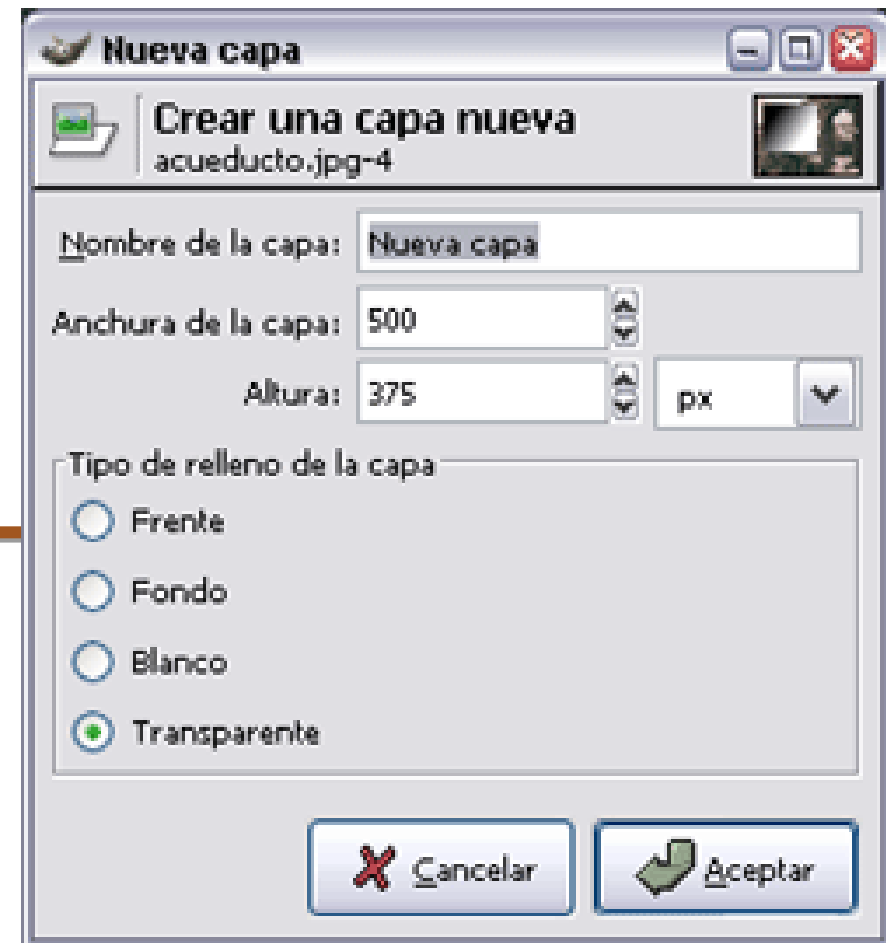 Nueva capa
Crear una capa nueva
acueducto.jpg-4
Nombre de la capa: Nueva capa
Anchura de la capa: 500
Altura: 375 px
Tipo de relleno de la capa
Frente
Fondo
Blanco
Transparente
Cancelar Aceptar